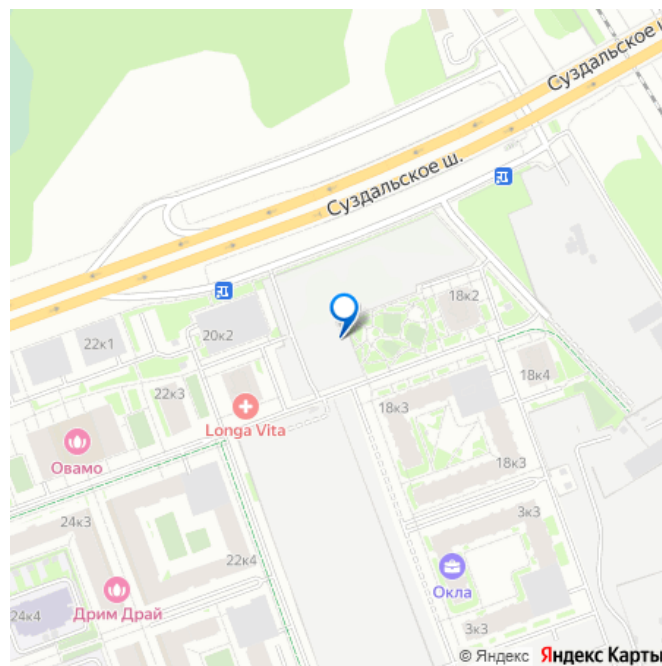 Суздальское ш
Суздальское ш.
18к2
20к2
22к1
18к4
22к3
Longa Vita
18к3
Овамо
18к3
24к3
3к3
22к4
Окла
Дрим Драй
24к4
3к3
© Яндекс Яндекс Карты